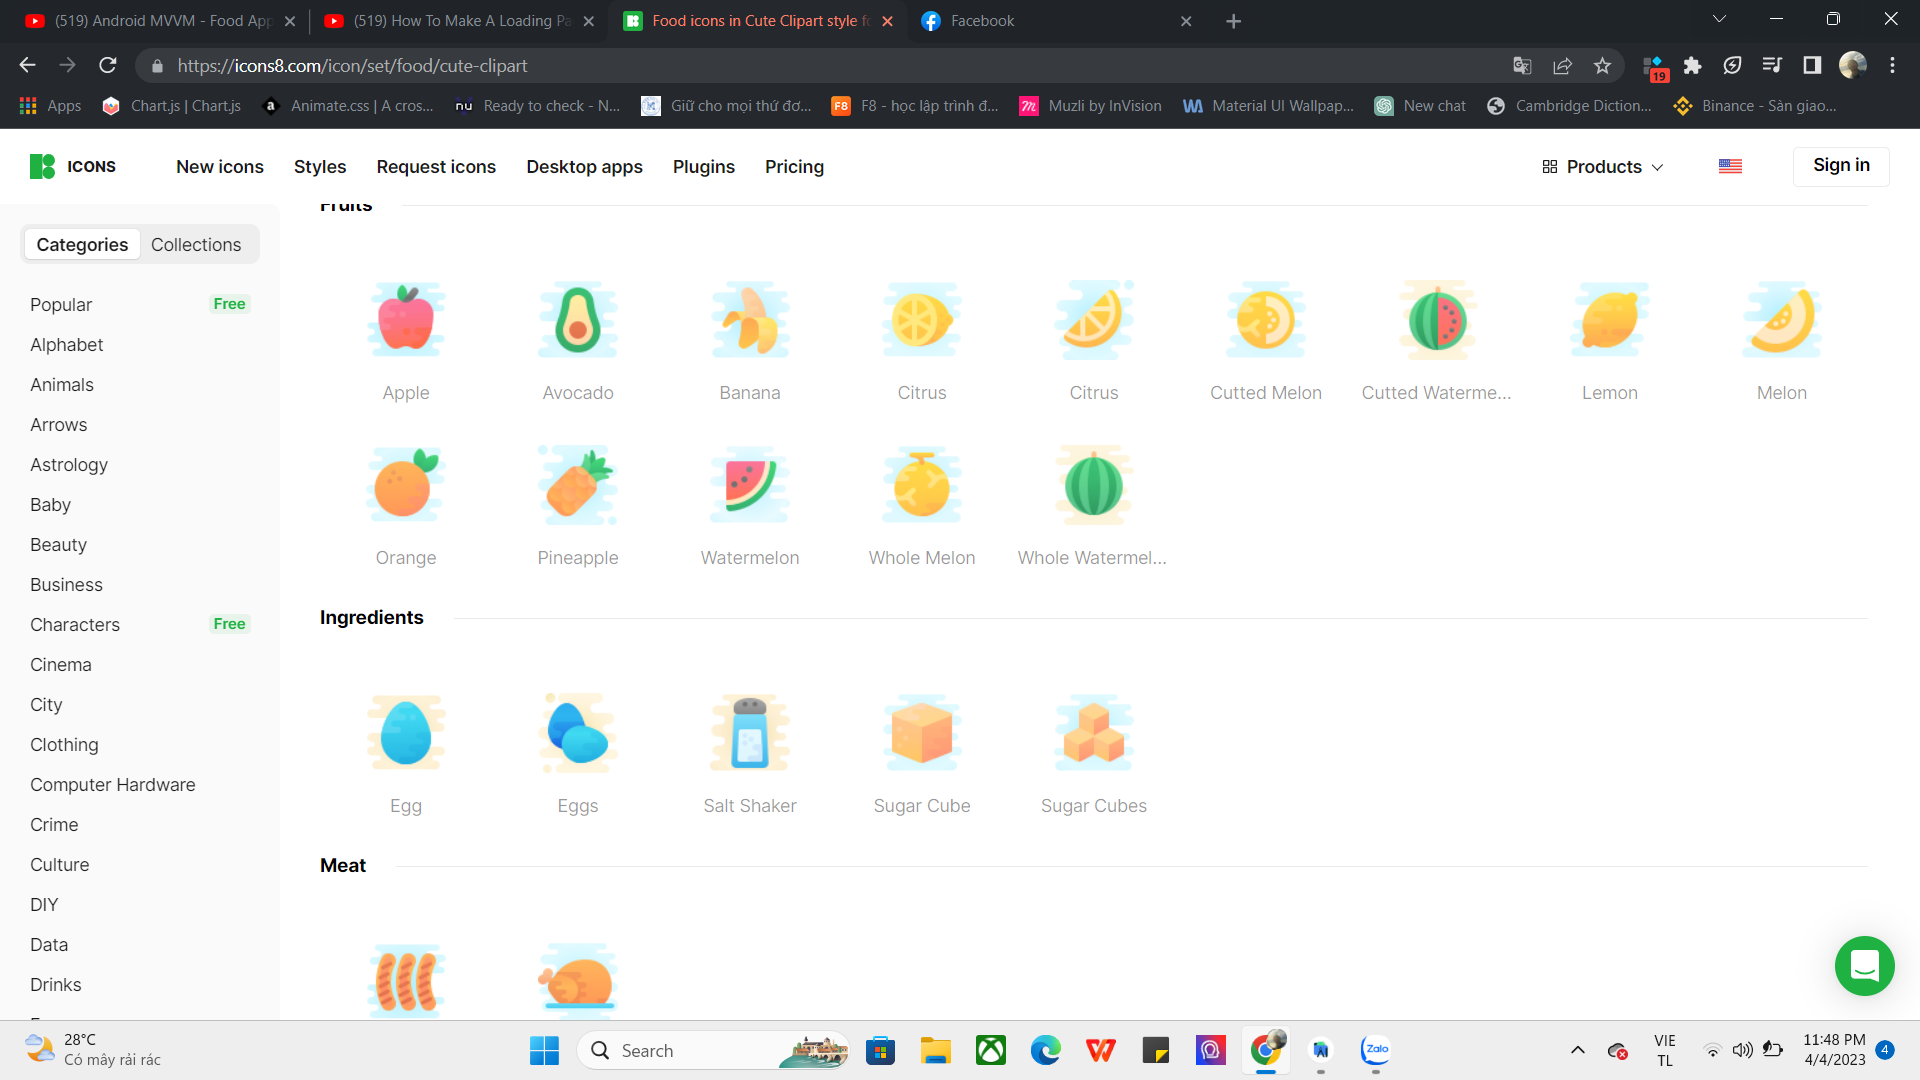 (519) Android MVVM - Food App
(519) How To Make A Loading Pa
Food icons in Cute Clipart style fo
Facebook
https://icons8.com/icon/set/food/cute-clipart
19
Apps
Chart.js | Chart.js
Animate.css | A cros...
Ready to check - N...
Giữ cho mọi thứ đơ...
F8 - học lập trình đ...
Muzli by InVision
Material UI Wallpap...
New chat
Cambridge Diction...
Binance - Sàn giao...
ICONS
New icons
Styles
Request icons
Desktop apps
Plugins
Pricing
Products
Sign in
Categories
Collections
Popular Free
Alphabet
Animals
Arrows
Astrology
Baby
Beauty
Business
Characters Free
Cinema
City
Clothing
Computer Hardware
Crime
Culture
DIY
Data
Drinks
Fruits
Apple
Avocado
Banana
Citrus
Citrus
Cutted Melon
Cutted Waterme...
Lemon
Melon
Orange
Pineapple
Watermelon
Whole Melon
Whole Watermel...
Ingredients
Egg
Eggs
Salt Shaker
Sugar Cube
Sugar Cubes
Meat
28°C
Có mây rải rác
Search
Zalo
VIE
TL
11:48 PM
4/4/2023
4